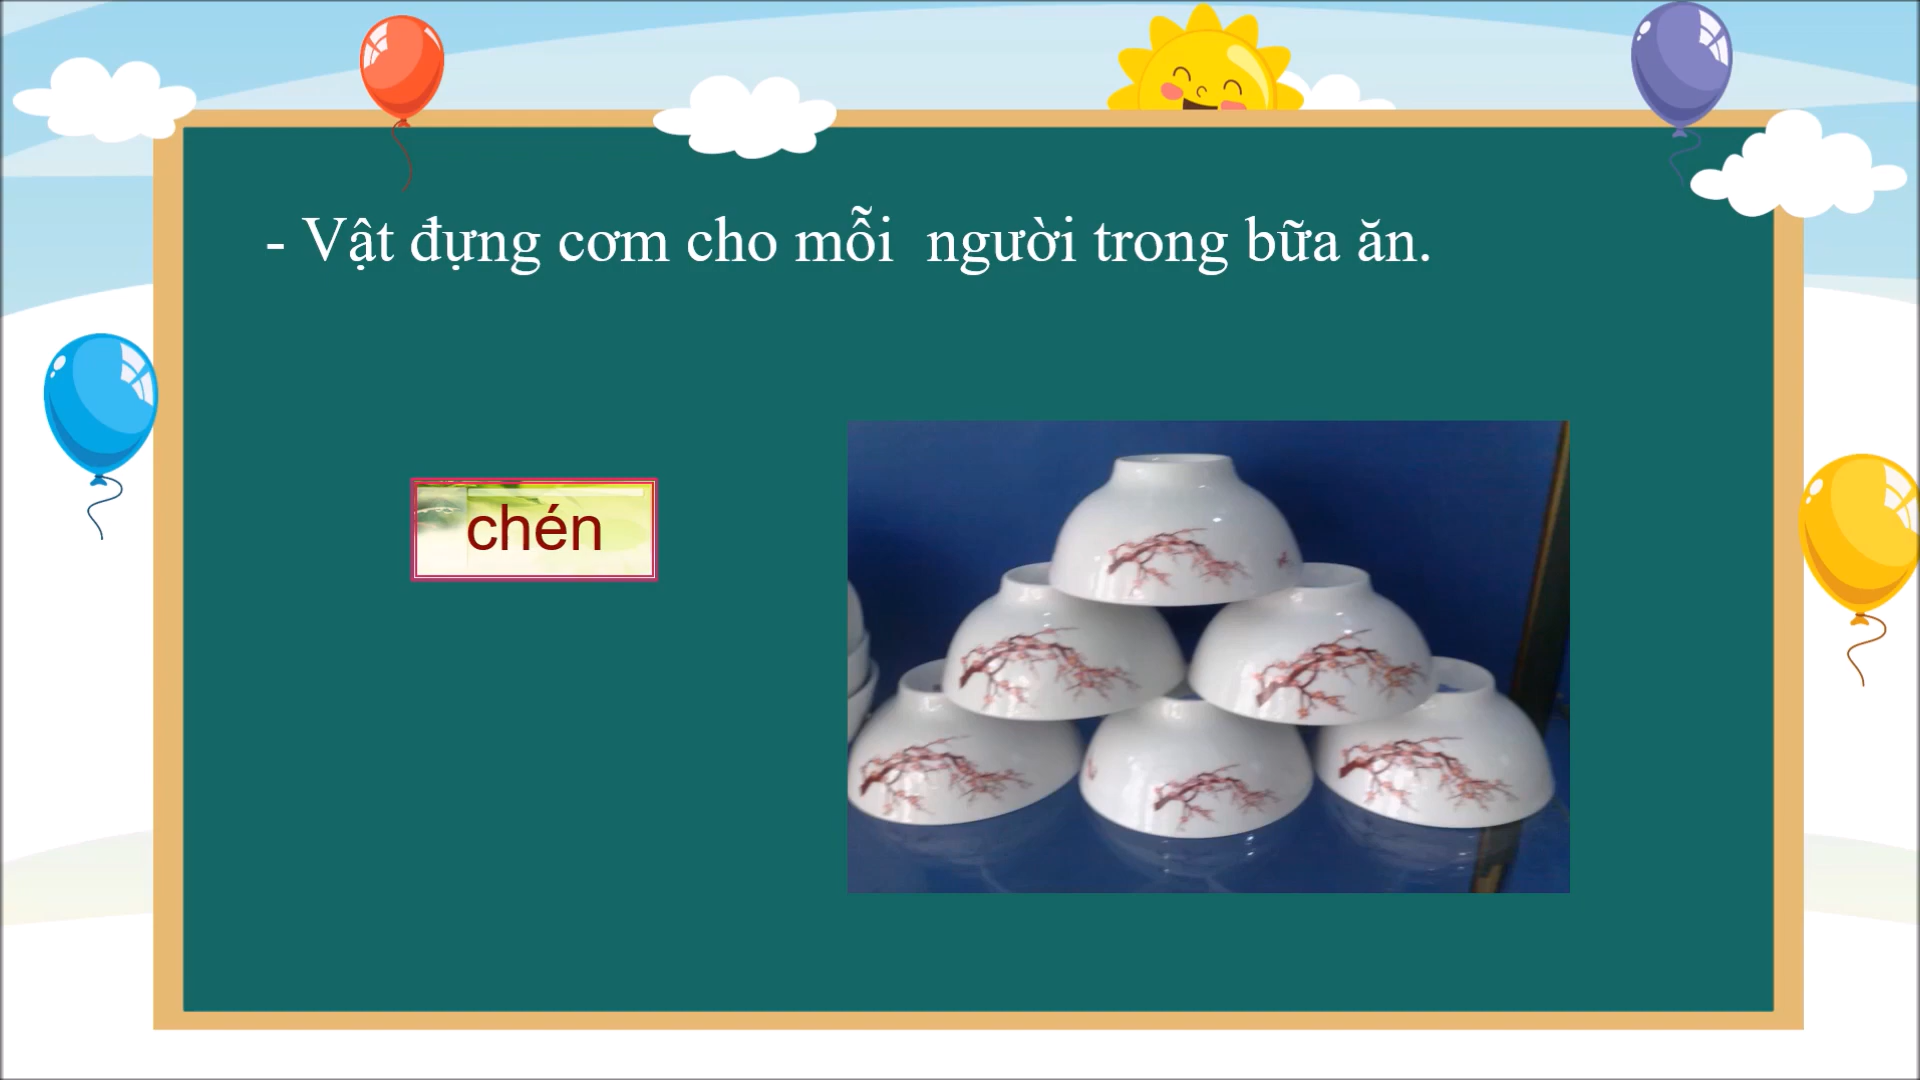 - Vật đựng cơm cho mỗi người trong bữa ăn.
chén